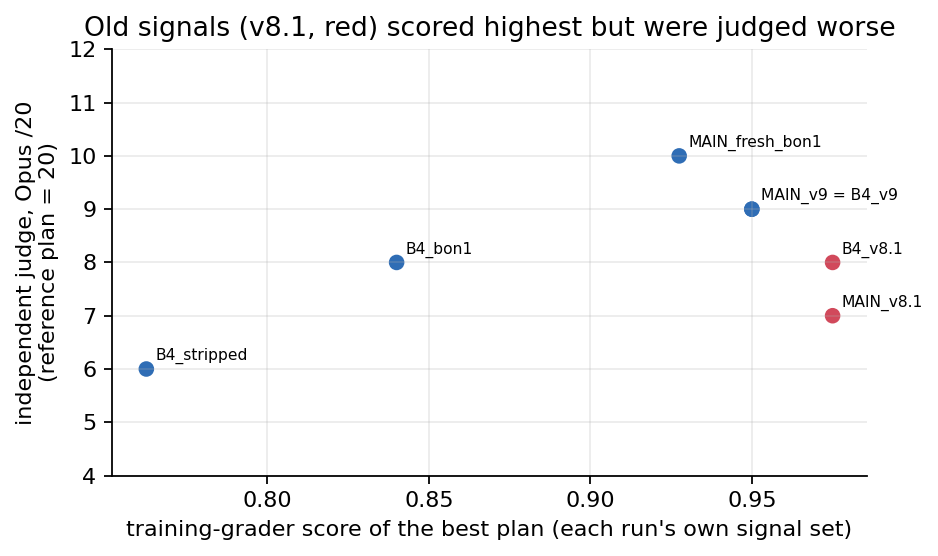 Old signals (v8.1, red) scored highest but were judged worse
independent judge, Opus /20
(reference plan = 20)
12
11
10
9
8
7
6
5
4
MAIN_fresh_bon1
MAIN_v9 = B4_v9
B4_bon1
B4_v8.1
MAIN_v8.1
B4_stripped
0.80 0.85 0.90 0.95
training-grader score of the best plan (each run's own signal set)